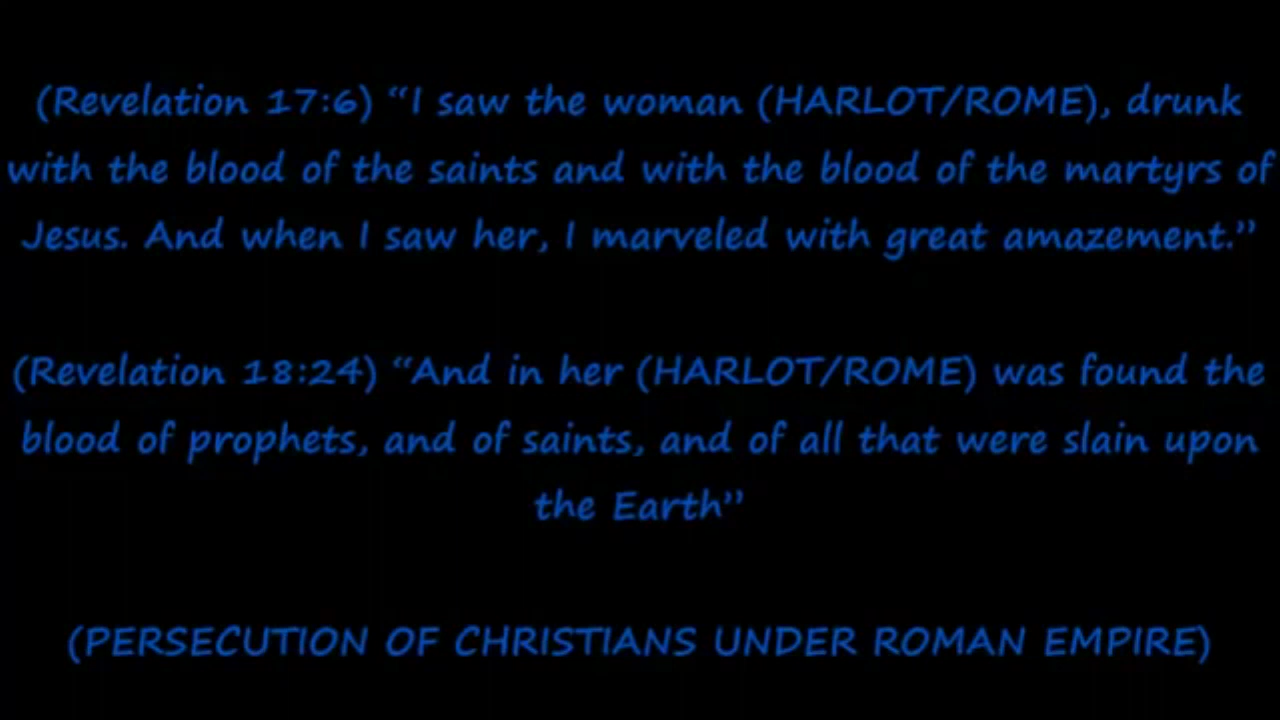 (Revelation 17:6) “I saw the woman (HARLOT/ROME), drunk
with the blood of the saints and with the blood of the martyrs of
Jesus. And when I saw her, I marveled with great amazement.”
(Revelation 18:24) “And in her (HARLOT/ROME) was found the
blood of prophets, and of saints, and of all that were slain upon
the Earth”
(PERSECUTION OF CHRISTIANS UNDER ROMAN EMPIRE)